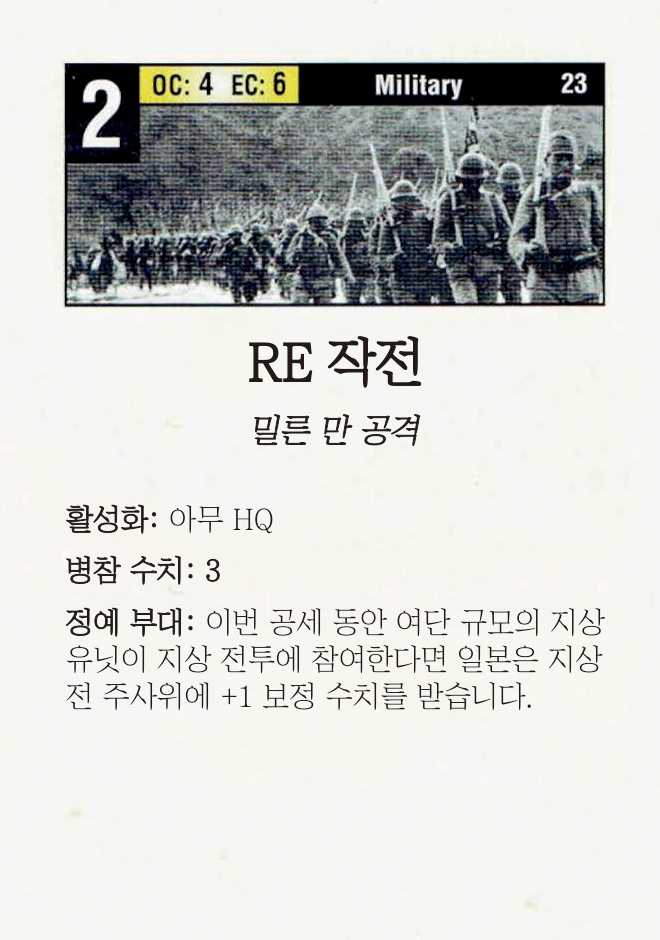 2 OC: 4 EC: 6 Military 23
RE 작전
밀른 만 공격
활성화: 아무 HQ
병참 수치: 3
정예 부대: 이번 공세 동안 여단 규모의 지상
유닛이 지상 전투에 참여한다면 일본은 지상
전 주사위에 +1 보정 수치를 받습니다.